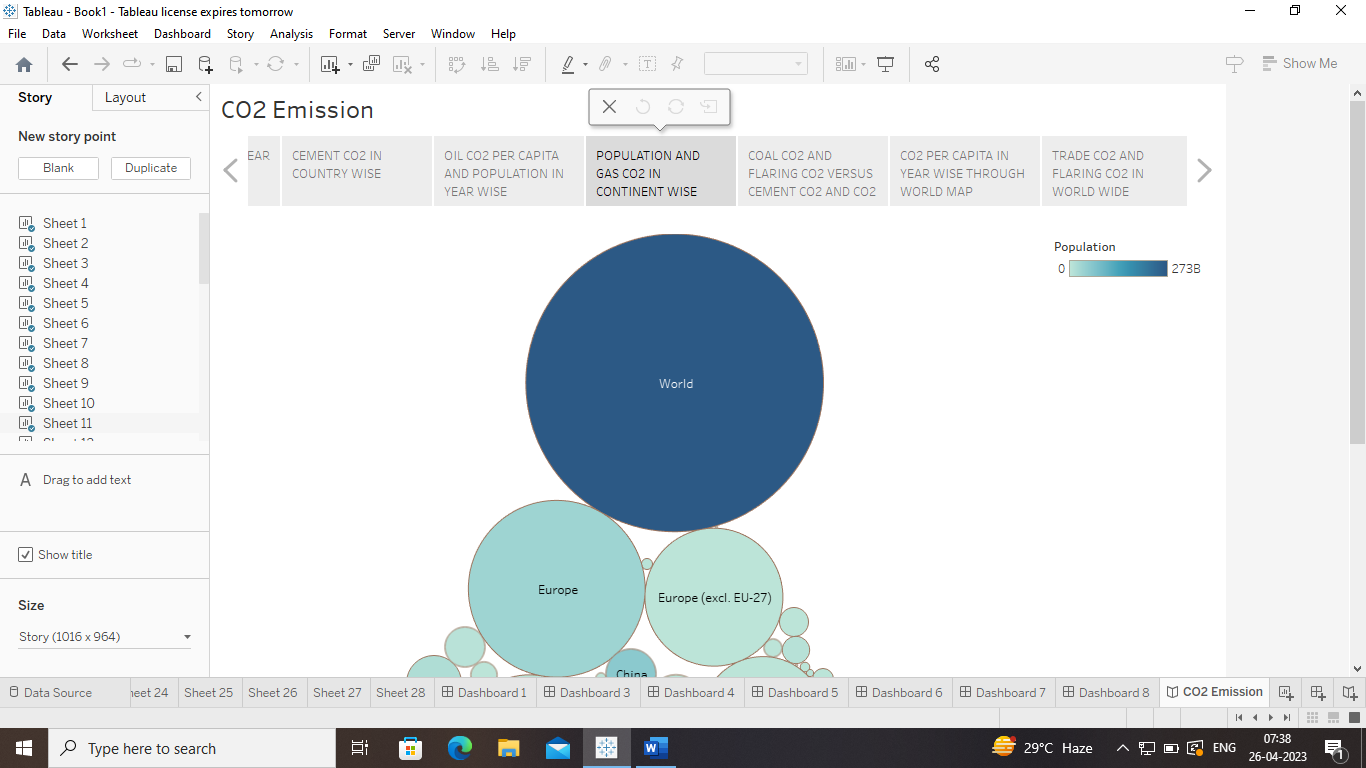 Tableau - Book1 - Tableau license expires tomorrow
File Data Worksheet Dashboard Story Analysis Format Server Window Help
Show Me
Story Layout
New story point
Blank Duplicate
Sheet 1
Sheet 2
Sheet 3
Sheet 4
Sheet 5
Sheet 6
Sheet 7
Sheet 8
Sheet 9
Sheet 10
Sheet 11
A Drag to add text
Show title
Size
Story (1016 x 964)
CO2 Emission
EAR
CEMENT CO2 IN
COUNTRY WISE
OIL CO2 PER CAPITA
AND POPULATION IN
YEAR WISE
POPULATION AND
GAS CO2 IN
CONTINENT WISE
COAL CO2 AND
FLARING CO2 VERSUS
CEMENT CO2 AND CO2
CO2 PER CAPITA IN
YEAR WISE THROUGH
WORLD MAP
TRADE CO2 AND
FLARING CO2 IN
WORLD WIDE
Population
0 273B
World
Europe
Europe (excl. EU-27)
China
Data Source eet 24 Sheet 25 Sheet 26 Sheet 27 Sheet 28 Dashboard 1 Dashboard 3 Dashboard 4 Dashboard 5 Dashboard 6 Dashboard 7 Dashboard 8 CO2 Emission
Type here to search
29°C Haze
ENG
07:38
26-04-2023
1